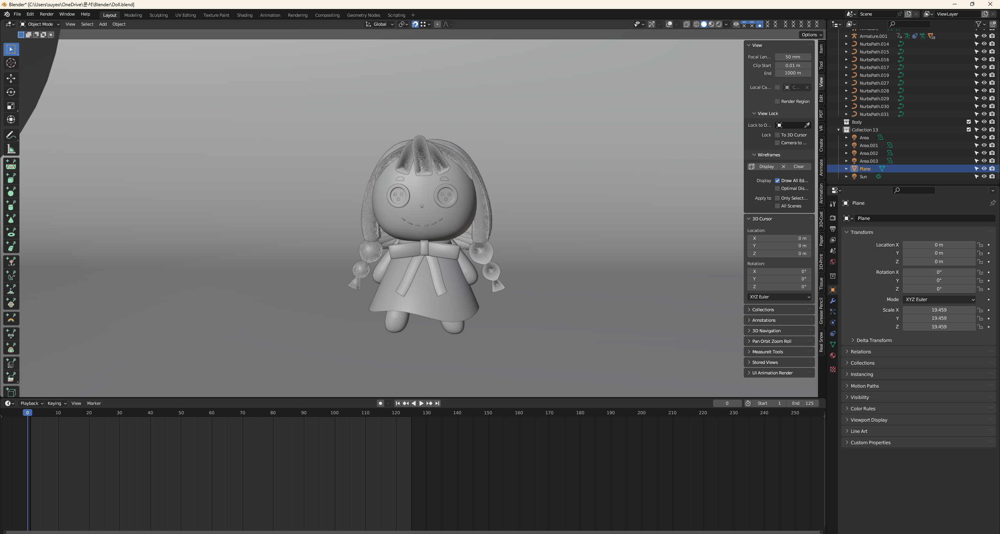 Blender* [C:\Users\suyeo\OneDrive\문서\Blender\Doll.blend]
File Edit Render Window Help Layout Modeling Sculpting UV Editing Texture Paint Shading Animation Rendering Compositing Geometry Nodes Scripting + Scene ViewLayer
Object Mode View Select Add Object Global
Options
View
Focal Len... 50 mm
Clip Start 0.01 m
End 1000 m
Local Ca... C...
Render Region
View Lock
Lock to O...
Lock To 3D Cursor
Camera to ...
Wireframes
Display Clear
Display Draw All Ed...
Optimal Dis...
Apply to Only Select...
All Scenes
3D Cursor
Location:
X 0 m
Y 0 m
Z 0 m
Rotation:
X 0°
Y 0°
Z 0°
XYZ Euler
Collections
Annotations
3D Navigation
Pan Orbit Zoom Roll
MeasureIt Tools
Stored Views
UI Animation Render
Item
Tool
View
Edit
PDT
VR
Create
Animate
Animation
3D-Coat
Paper
3D-Print
Tissue
Grease Pencil
Real Snow
Armature.001 28
NurbsPath.014
NurbsPath.015
NurbsPath.016
NurbsPath.017
NurbsPath.019
NurbsPath.027
NurbsPath.028
NurbsPath.029
NurbsPath.030
NurbsPath.031
Body
Collection 13
Area
Area.001
Area.002
Area.003
Plane
Sun
Plane
Plane
Transform
Location X 0 m
Y 0 m
Z 0 m
Rotation X 0°
Y 0°
Z 0°
Mode XYZ Euler
Scale X 19.459
Y 19.459
Z 19.459
Delta Transform
Relations
Collections
Instancing
Motion Paths
Visibility
Color Rules
Viewport Display
Line Art
Custom Properties
Playback Keying View Marker 0 Start 1 End 125
0 10 20 30 40 50 60 70 80 90 100 110 120 130 140 150 160 170 180 190 200 210 220 230 240 250